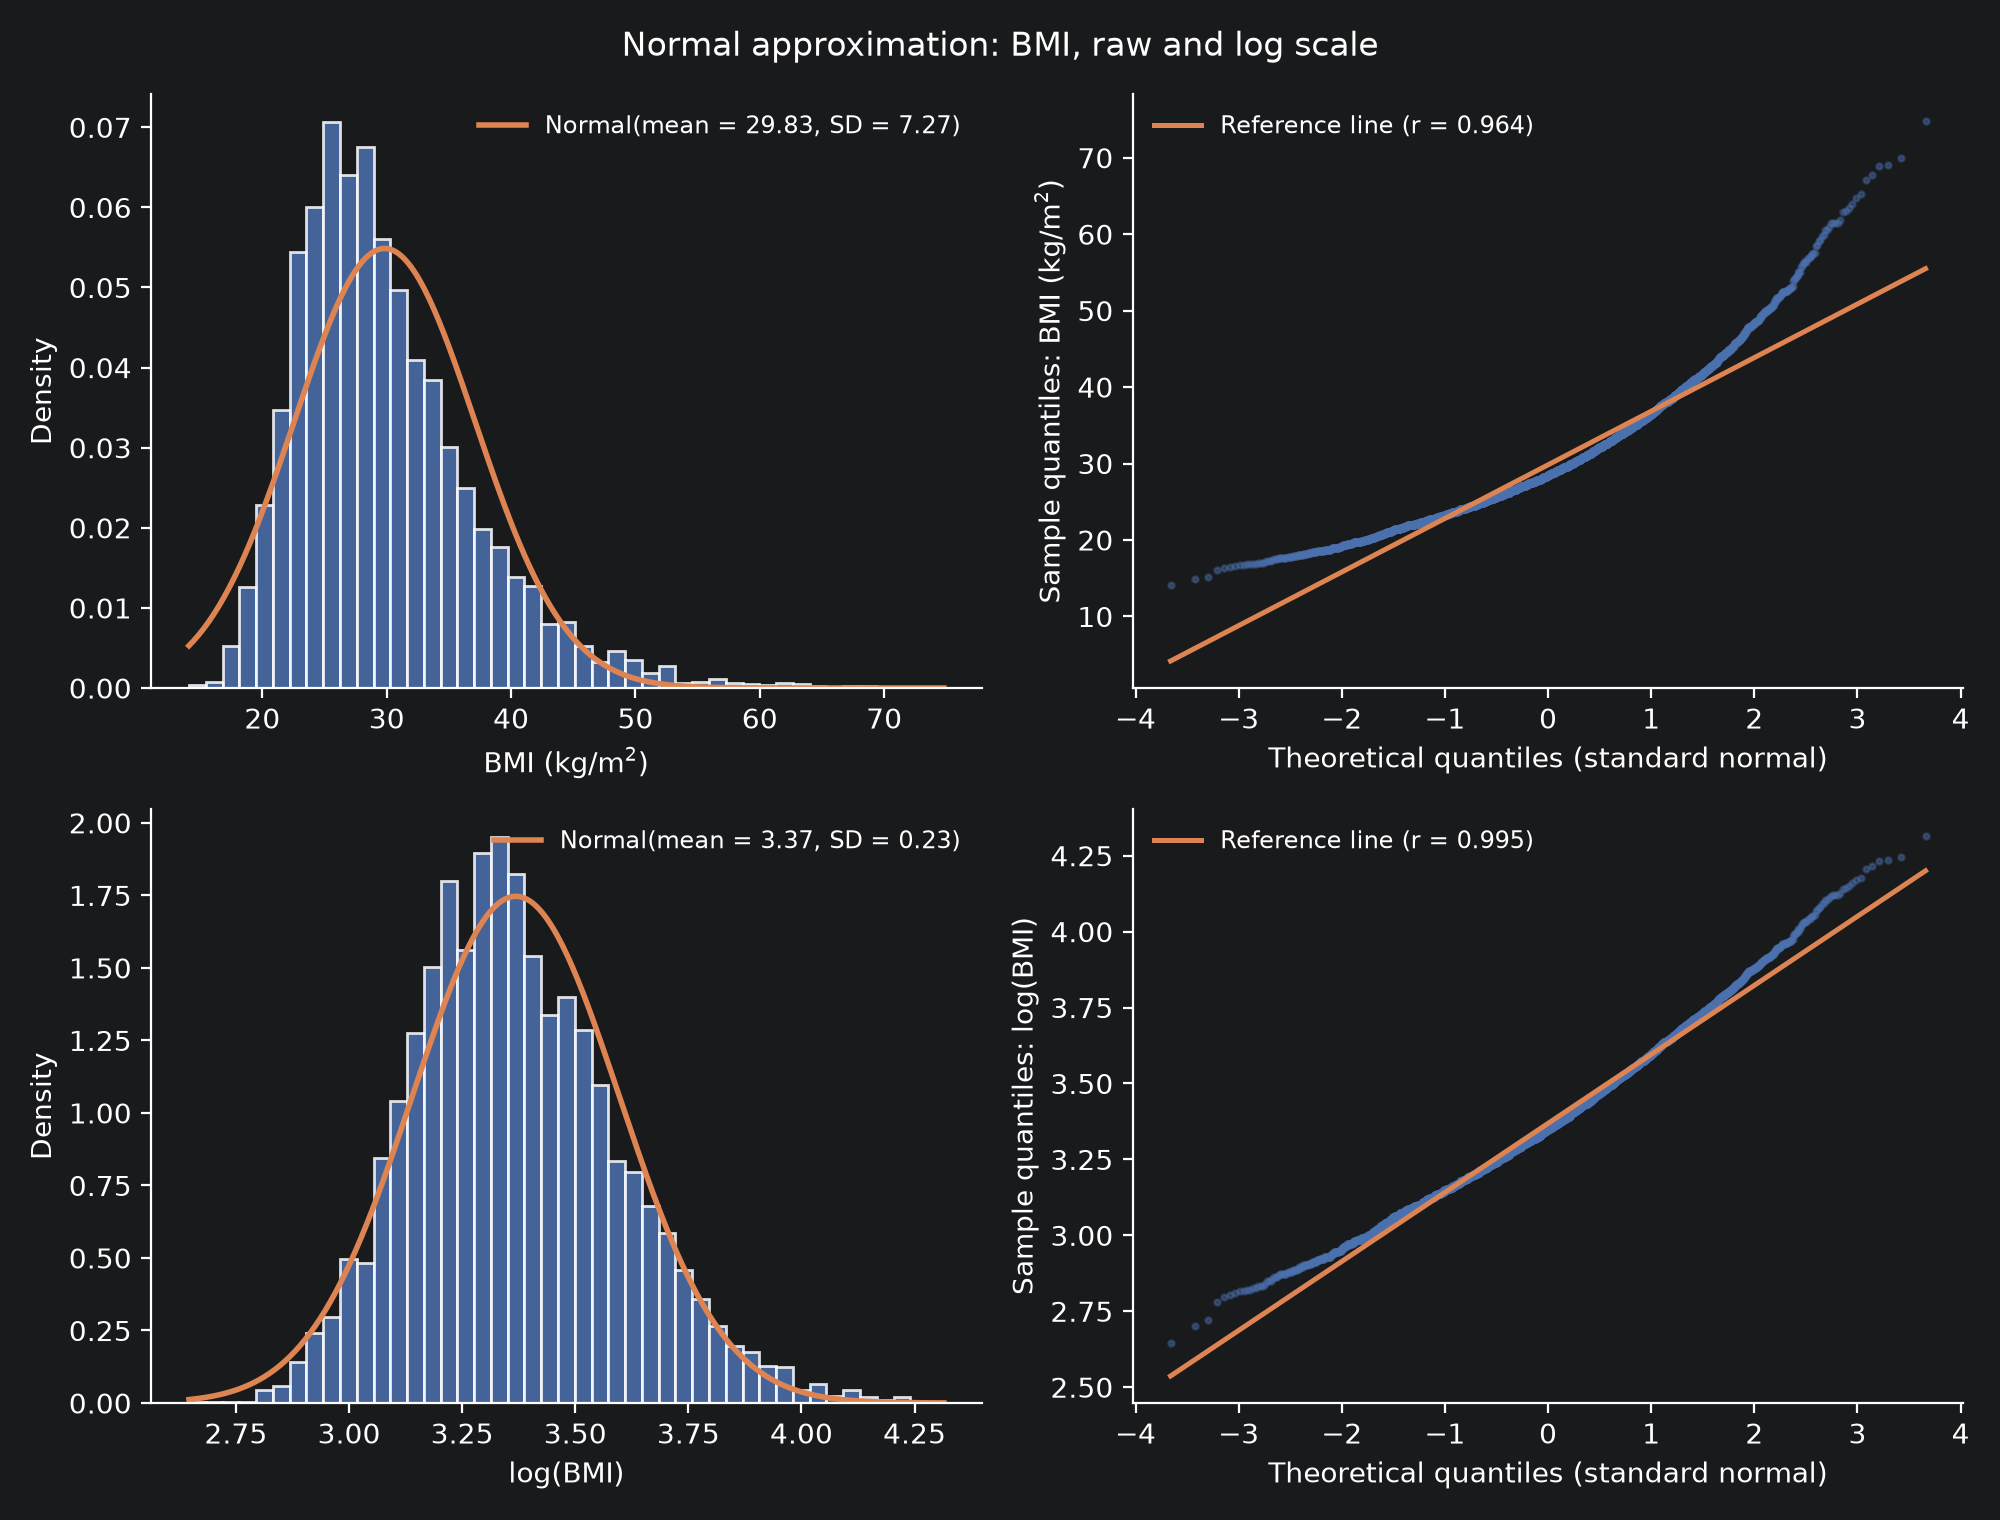 Normal approximation: BMI, raw and log scale
Normal(mean = 29.83, SD = 7.27)
0.07
0.06
0.05
0.04
0.03
0.02
0.01
0.00
Density
20 30 40 50 60 70
BMI (kg/m²)
Reference line (r = 0.964)
70
60
50
40
30
20
10
Sample quantiles: BMI (kg/m²)
−4 −3 −2 −1 0 1 2 3 4
Theoretical quantiles (standard normal)
Normal(mean = 3.37, SD = 0.23)
2.00
1.75
1.50
1.25
1.00
0.75
0.50
0.25
0.00
Density
2.75 3.00 3.25 3.50 3.75 4.00 4.25
log(BMI)
Reference line (r = 0.995)
4.25
4.00
3.75
3.50
3.25
3.00
2.75
2.50
Sample quantiles: log(BMI)
−4 −3 −2 −1 0 1 2 3 4
Theoretical quantiles (standard normal)